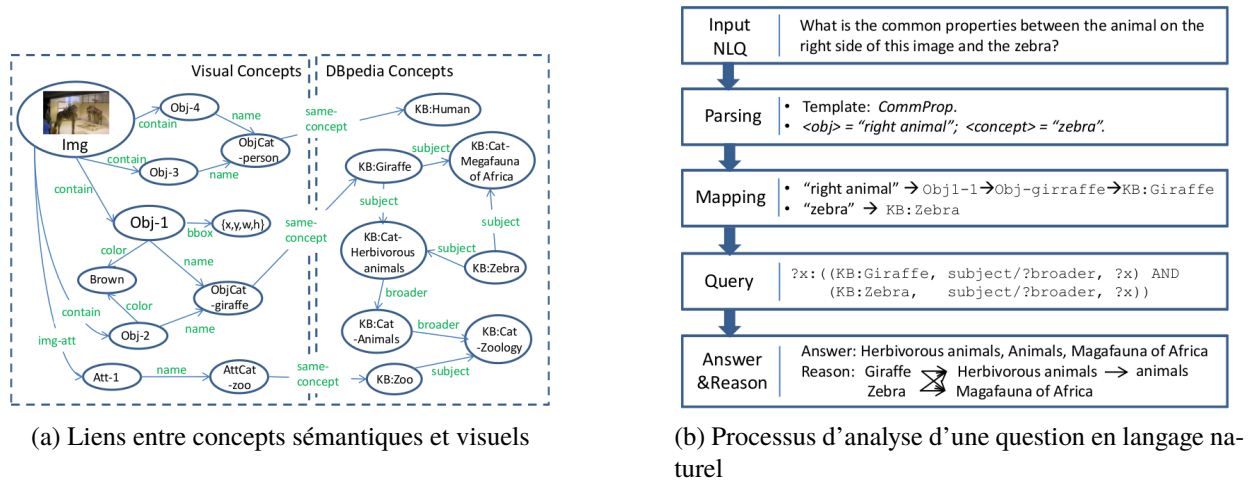 Visual Concepts
DBpedia Concepts
Img
contain
Obj-4
name
same-
concept
KB:Human
ObjCat
-person
contain
Obj-3
name
contain
KB:Giraffe
subject
KB:Cat-
Megafauna
of Africa
Obj-1
bbox
{x,y,w,h}
same-
concept
subject
subject
color
name
KB:Cat-
Herbivorous
animals
subject
KB:Zebra
Brown
ObjCat
-giraffe
color
contain
broader
Obj-2
name
KB:Cat
-Animals
broader
KB:Cat
-Zoology
img-att
Att-1
name
AttCat
-zoo
same-
concept
KB:Zoo
subject
(a) Liens entre concepts sémantiques et visuels
Input
NLQ
What is the common properties between the animal on the
right side of this image and the zebra?
Parsing
• Template: CommProp.
• <obj> = “right animal”; <concept> = “zebra”.
Mapping
• “right animal” → Obj1-1→Obj-girraffe→KB:Giraffe
• “zebra” → KB:Zebra
Query
?x:((KB:Giraffe, subject/?broader, ?x) AND
(KB:Zebra, subject/?broader, ?x))
Answer
&Reason
Answer: Herbivorous animals, Animals, Magafauna of Africa
Reason: Giraffe Herbivorous animals → animals
Zebra Magafauna of Africa
(b) Processus d’analyse d’une question en langage na-
turel